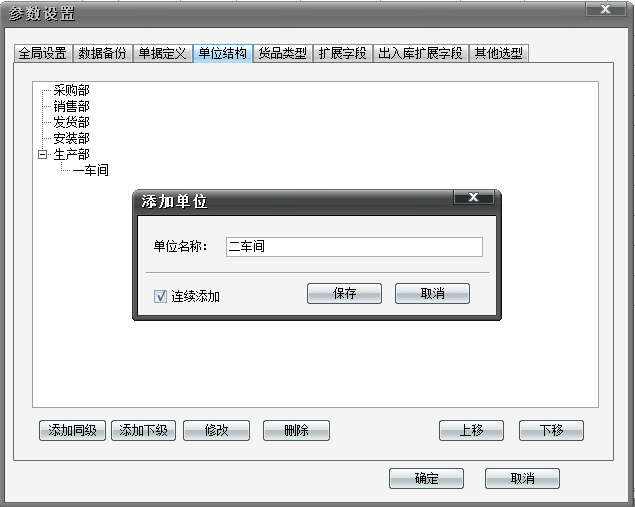 参数设置
全局设置 数据备份 单据定义 单位结构 货品类型 扩展字段 出入库扩展字段 其他选型
采购部
销售部
发货部
安装部
生产部
一车间
添加单位
单位名称： 二车间
连续添加 保存 取消
添加同级 添加下级 修改 删除 上移 下移
确定 取消